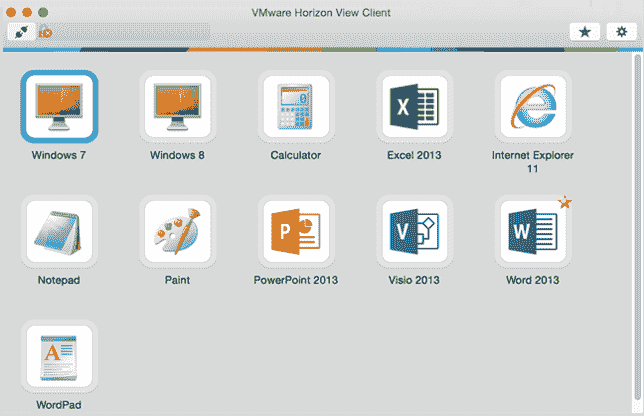 VMware Horizon View Client
Windows 7
Windows 8
Calculator
Excel 2013
Internet Explorer
11
Notepad
Paint
PowerPoint 2013
Visio 2013
Word 2013
WordPad